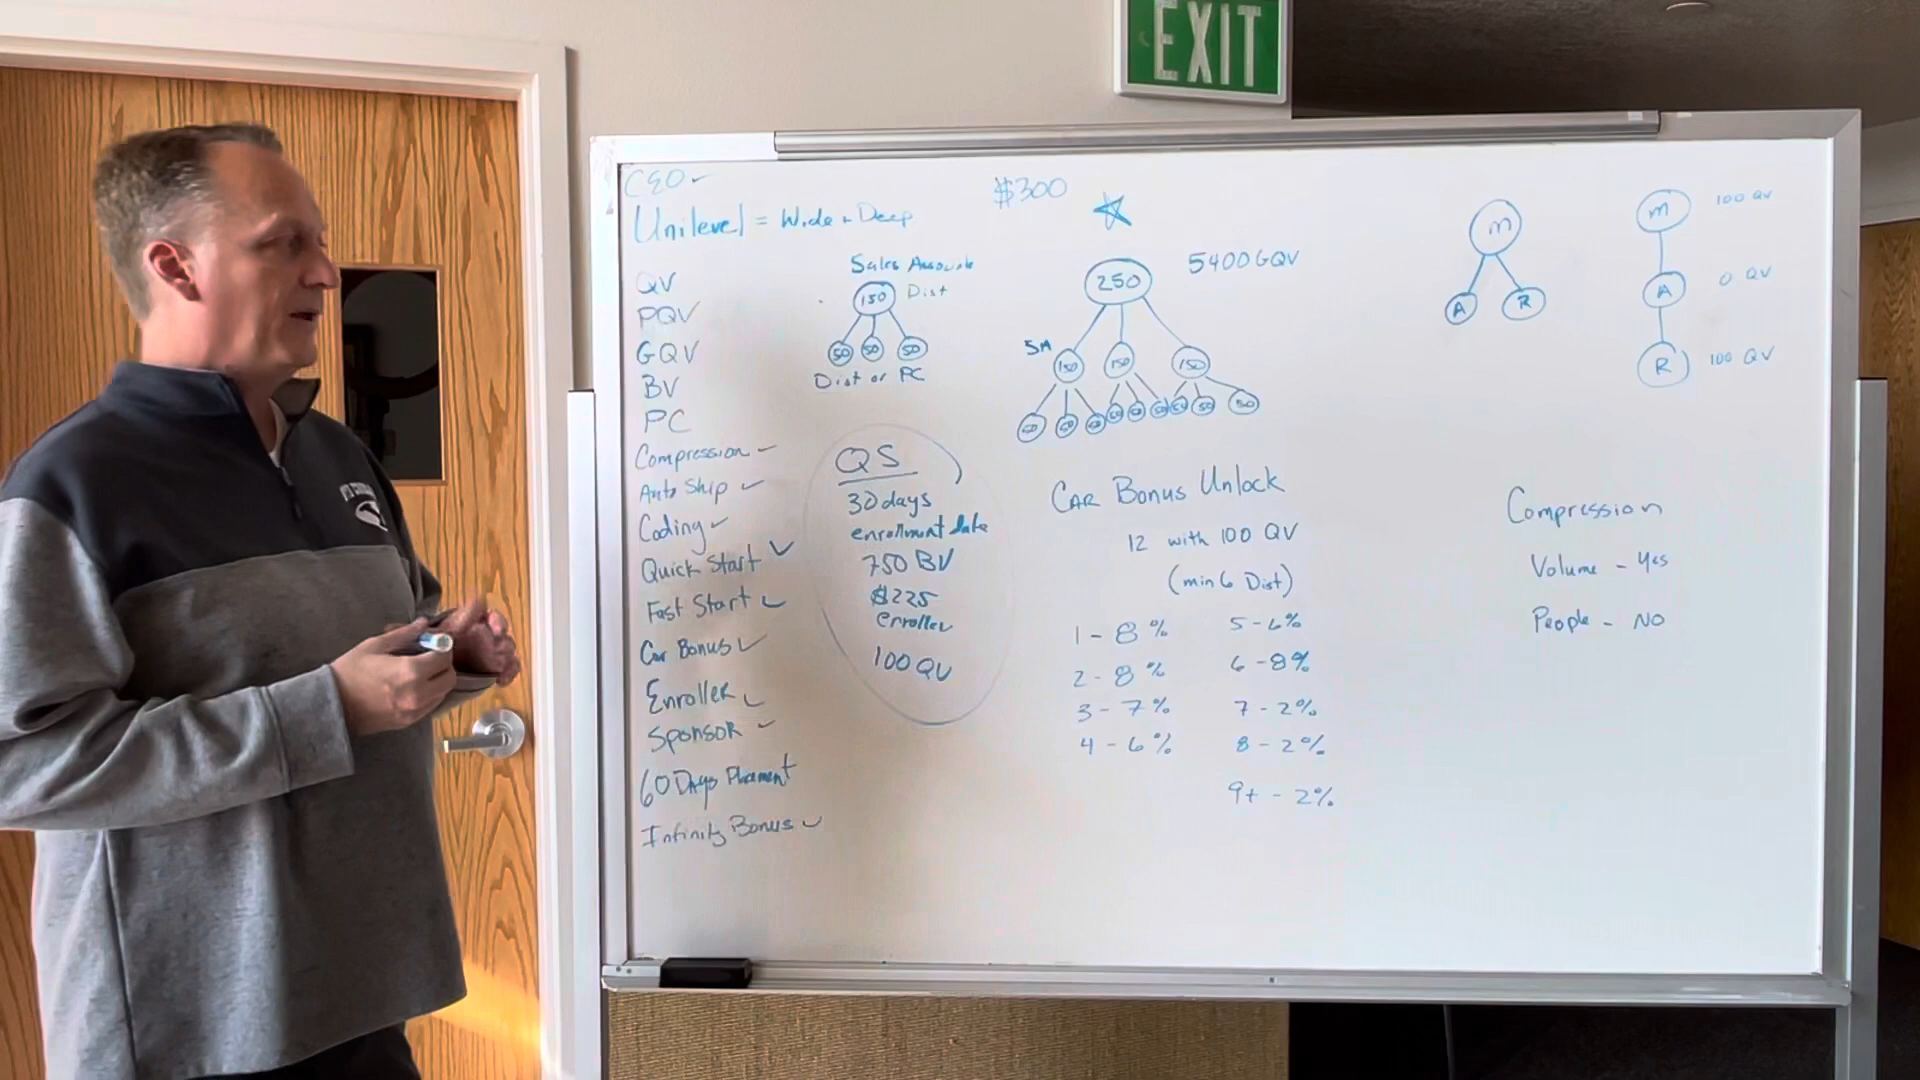 EXIT
CEO ✓
Unilevel = Wide + Deep
$300
QV
PQV
GQV
BV
PC
Compression ✓
Auto Ship ✓
Coding ✓
Quick Start ✓
Fast Start ✓
Car Bonus ✓
Enroller ✓
Sponsor ✓
60 Days Placement
Infinity Bonus ✓
Sales Amounts
150 Dist
50 50 50
Dist or PC
QS
30 days
enrollment date
750 BV
$225
enroller
100 QV
250
5400 GQV
150 150 150
50 50 50 50 50 50 50 50 50
CAR Bonus Unlock
12 with 100 QV
(min 6 Dist)
1 - 8%
2 - 8%
3 - 7%
4 - 6%
5 - 6%
6 - 8%
7 - 2%
8 - 2%
9+ - 2%
M
A R
M 100 QV
A 0 QV
R 100 QV
Compression
Volume - Yes
People - NO